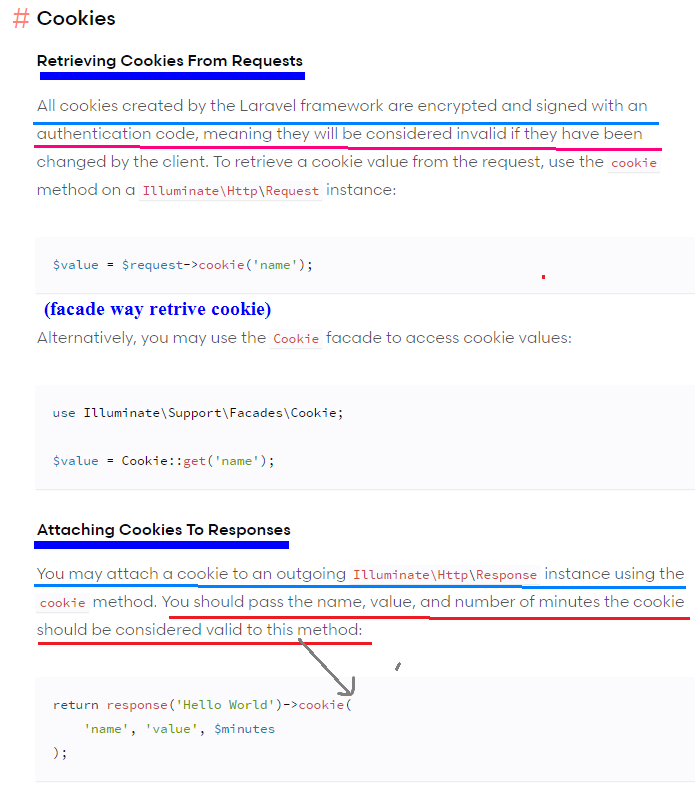 # Cookies
Retrieving Cookies From Requests
All cookies created by the Laravel framework are encrypted and signed with an
authentication code, meaning they will be considered invalid if they have been
changed by the client. To retrieve a cookie value from the request, use the cookie
method on a Illuminate\Http\Request instance:
$value = $request->cookie('name');
(facade way retrive cookie)
Alternatively, you may use the Cookie facade to access cookie values:
use Illuminate\Support\Facades\Cookie;
$value = Cookie::get('name');
Attaching Cookies To Responses
You may attach a cookie to an outgoing Illuminate\Http\Response instance using the
cookie method. You should pass the name, value, and number of minutes the cookie
should be considered valid to this method:
return response('Hello World')->cookie(
'name', 'value', $minutes
);